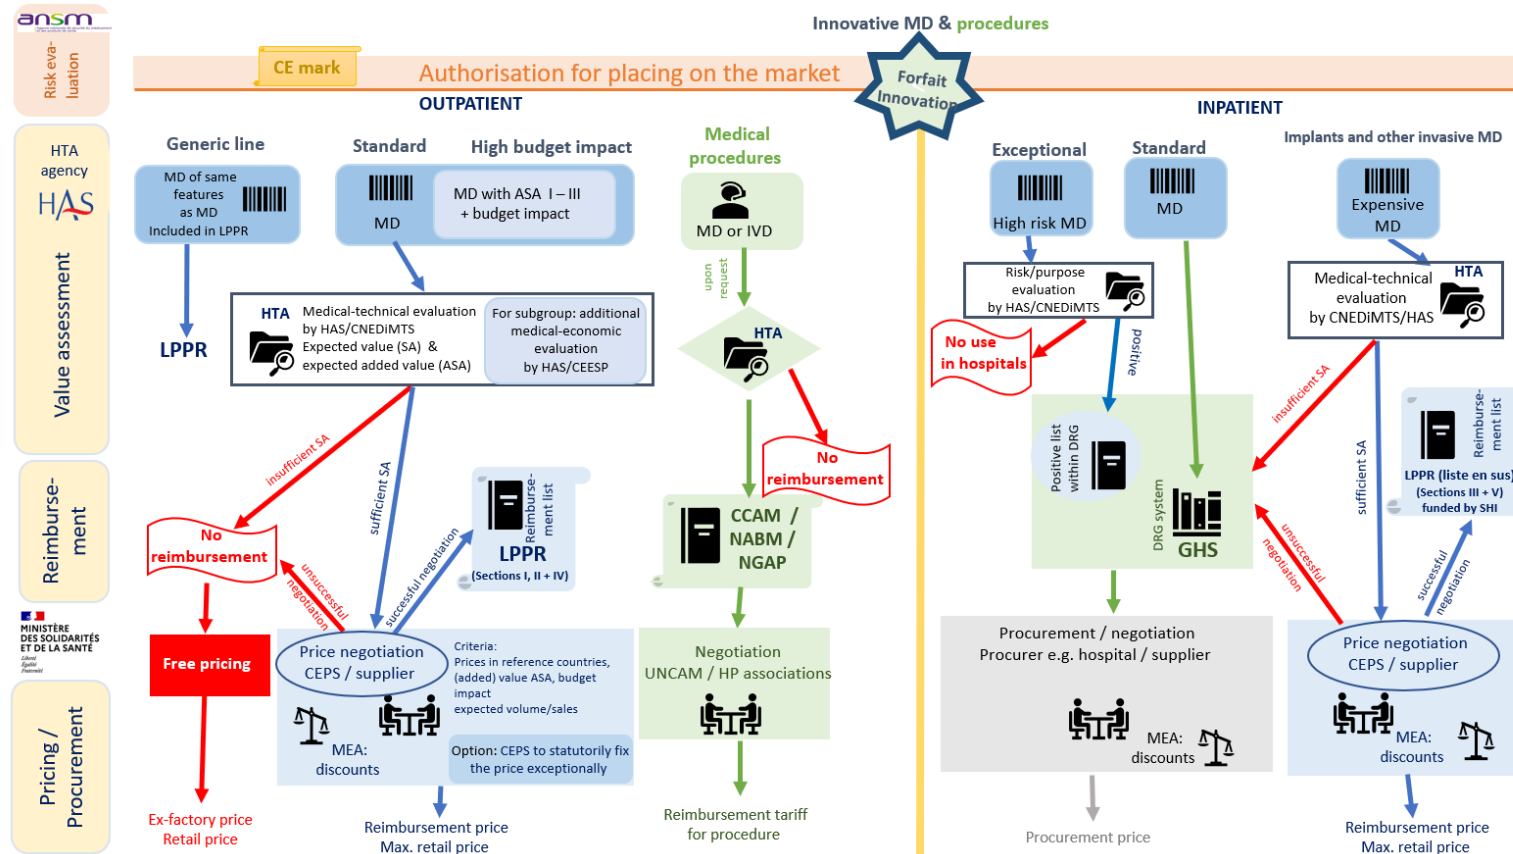 ansm
Risk eva-
luation
Innovative MD & procedures
CE mark
Authorisation for placing on the market
Forfait
Innovation
OUTPATIENT
INPATIENT
HTA
agency
HAS
Value assessment
Generic line
MD of same
features
as MD
Included in LPPR
LPPR
Standard
MD
High budget impact
MD with ASA I – III
+ budget impact
HTA
Medical-technical evaluation
by HAS/CNEDiMTS
Expected value (SA) &
expected added value (ASA)
For subgroup: additional
medical-economic
evaluation
by HAS/CEESP
Medical
procedures
MD or IVD
upon
request
HTA
No
reimbursement
Exceptional
High risk MD
Risk/purpose
evaluation
by HAS/CNEDiMTS
No use
in hospitals
positive
Standard
MD
Implants and other invasive MD
Expensive
MD
Medical-technical
evaluation
by CNEDiMTS/HAS
HTA
Reimburse-
ment
insufficient SA
sufficient SA
No
reimbursement
unsuccessful
negotiation
successful negotiation
Reimburse-
ment list
LPPR
(Sections I, II + IV)
CCAM /
NABM /
NGAP
Positive list
within DRG
DRG system
GHS
insufficient SA
sufficient SA
unsuccessful
negotiation
successful
negotiation
Reimburse-
ment list
LPPR (liste en sus)
(Sections III + V)
funded by SHI
MINISTÈRE
DES SOLIDARITÉS
ET DE LA SANTÉ
Liberté
Égalité
Fraternité
Pricing /
Procurement
Free pricing
Ex-factory price
Retail price
Price negotiation
CEPS / supplier
Criteria:
Prices in reference countries,
(added) value ASA, budget
impact
expected volume/sales
MEA:
discounts
Option: CEPS to statutorily fix
the price exceptionally
Reimbursement price
Max. retail price
Negotiation
UNCAM / HP associations
Reimbursement tariff
for procedure
Procurement / negotiation
Procurer e.g. hospital / supplier
MEA:
discounts
Procurement price
Price negotiation
CEPS / supplier
MEA:
discounts
Reimbursement price
Max. retail price